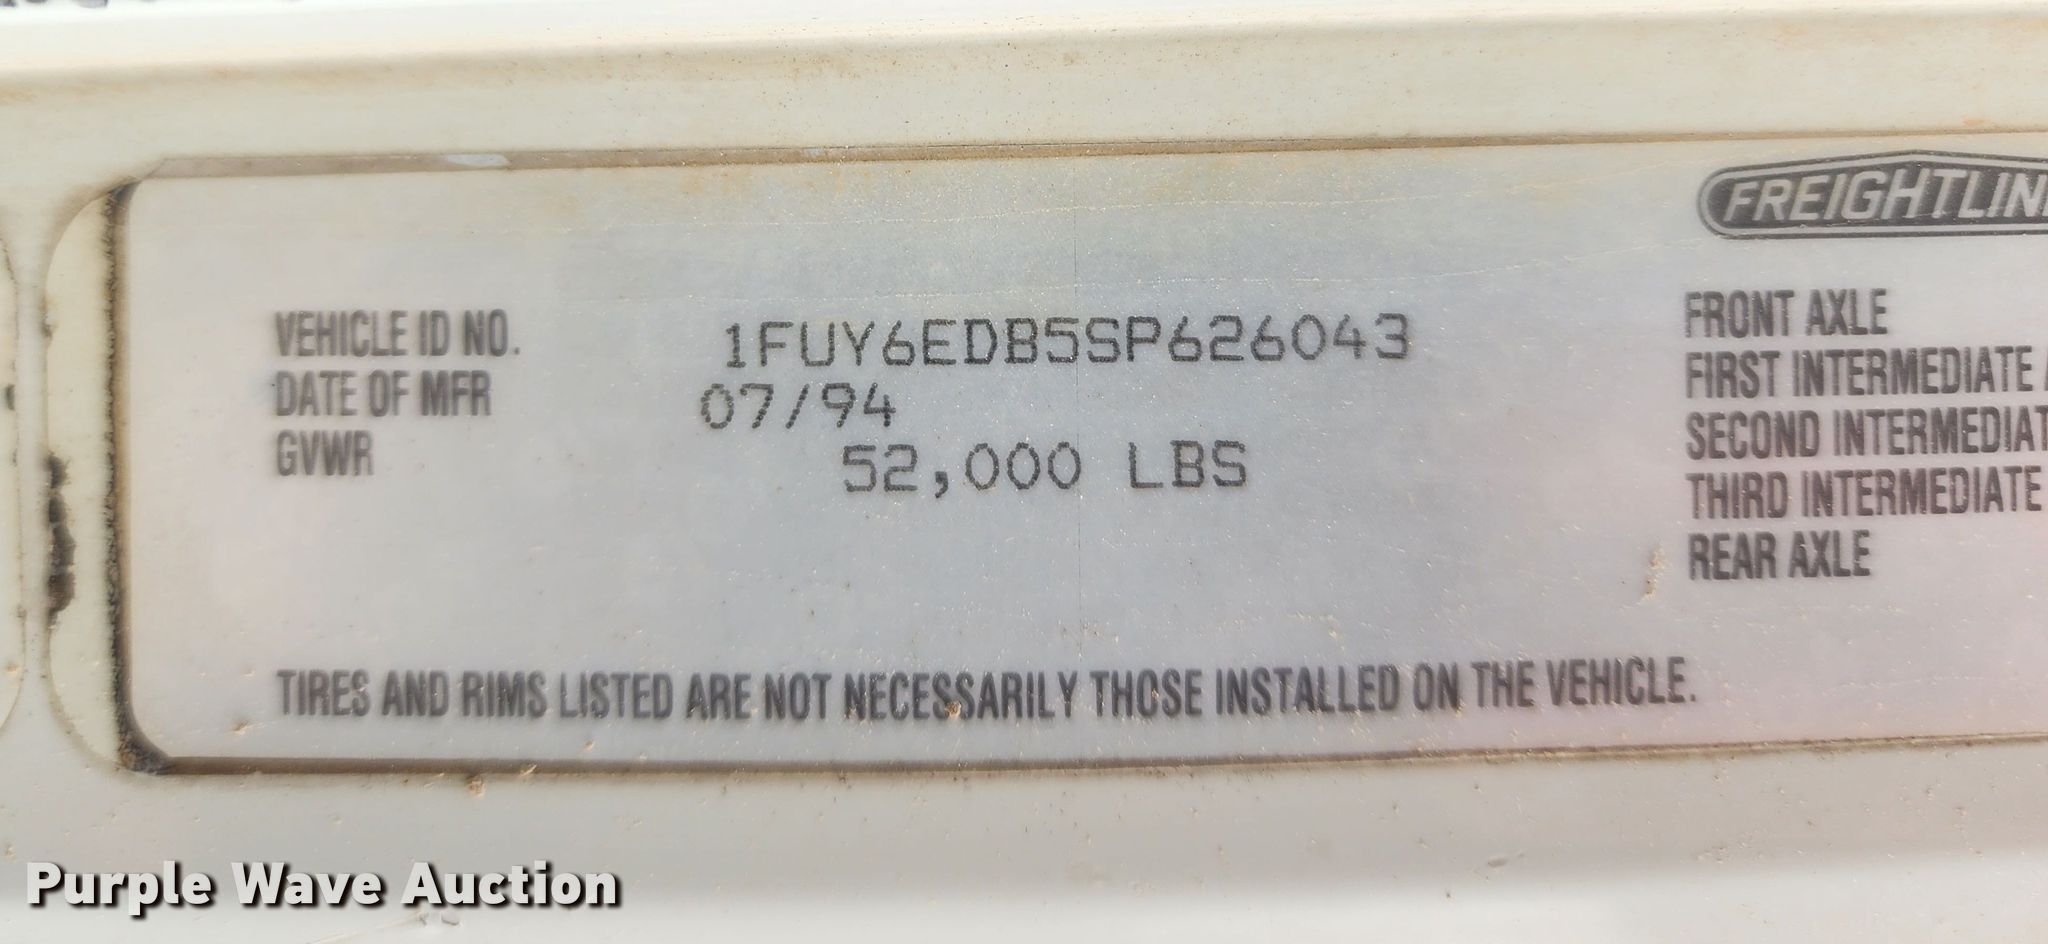 FREIGHTLIN
VEHICLE ID NO. 1FUY6EDB5SP626043
DATE OF MFR 07/94
GVWR 52,000 LBS
FRONT AXLE
FIRST INTERMEDIATE
SECOND INTERMEDIAT
THIRD INTERMEDIATE
REAR AXLE
TIRES AND RIMS LISTED ARE NOT NECESSARILY THOSE INSTALLED ON THE VEHICLE.
Purple Wave Auction